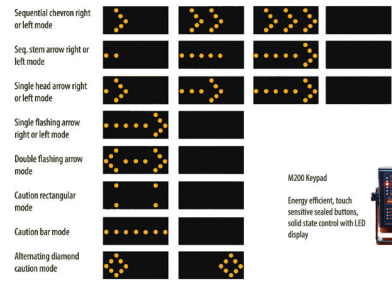 Sequential chevron right
or left mode
Seq. stem arrow right or
left mode
Single head arrow right
or left mode
Single flashing arrow
right or left mode
Double flashing arrow
mode
Caution rectangular
mode
Caution bar mode
Alternating diamond
caution mode
M200 Keypad
Energy efficient, touch
sensitive sealed buttons,
solid state control with LED
display